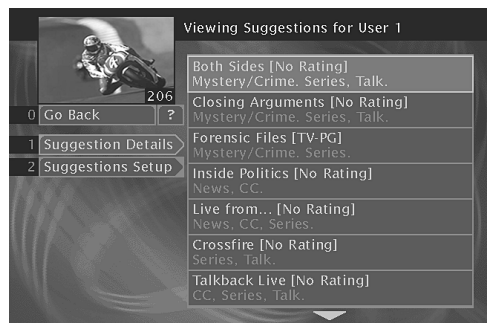 Viewing Suggestions for User 1
206
0 Go Back ?
1 Suggestion Details
2 Suggestions Setup
Both Sides [No Rating]
Mystery/Crime. Series, Talk.
Closing Arguments [No Rating]
Mystery/Crime. Series, Talk.
Forensic Files [TV-PG]
Mystery/Crime. Series.
Inside Politics [No Rating]
News, CC.
Live from... [No Rating]
News, CC, Series.
Crossfire [No Rating]
Series, Talk.
Talkback Live [No Rating]
CC, Series, Talk.